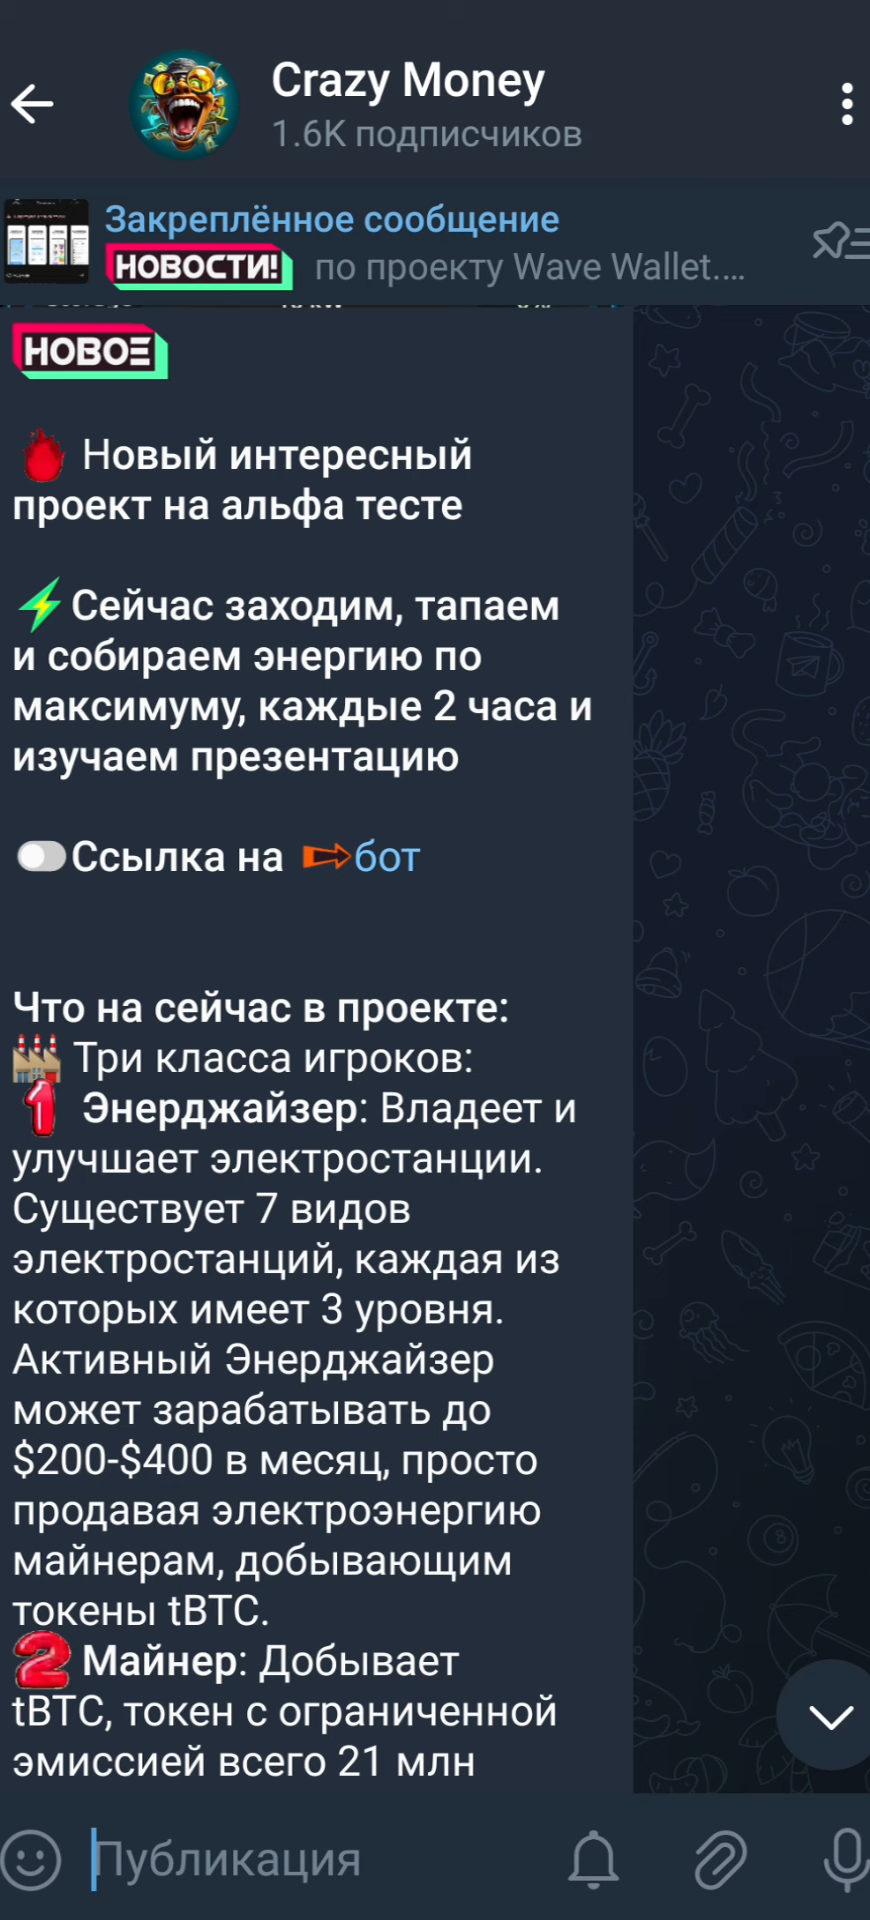 Crazy Money
1.6K подписчиков
Закреплённое сообщение
НОВОСТИ! по проекту Wave Wallet....
НОВОЕ
Новый интересный
проект на альфа тесте
Сейчас заходим, тапаем
и собираем энергию по
максимуму, каждые 2 часа и
изучаем презентацию
Ссылка на бот
Что на сейчас в проекте:
Три класса игроков:
1 Энерджайзер: Владеет и
улучшает электростанции.
Существует 7 видов
электростанций, каждая из
которых имеет 3 уровня.
Активный Энерджайзер
может зарабатывать до
$200-$400 в месяц, просто
продавая электроэнергию
майнерам, добывающим
токены tBTC.
2 Майнер: Добывает
tBTC, токен с ограниченной
эмиссией всего 21 млн
Публикация